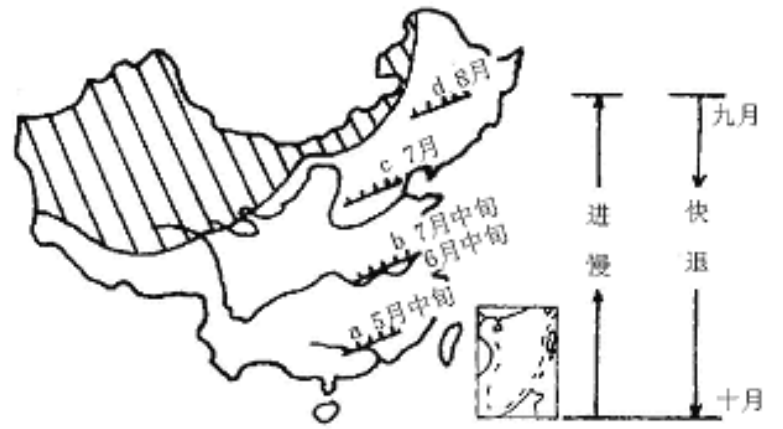 d 8月
c 7月
b 7月中旬
6月中旬
a 5月中旬
进慢
快退
九月
十月